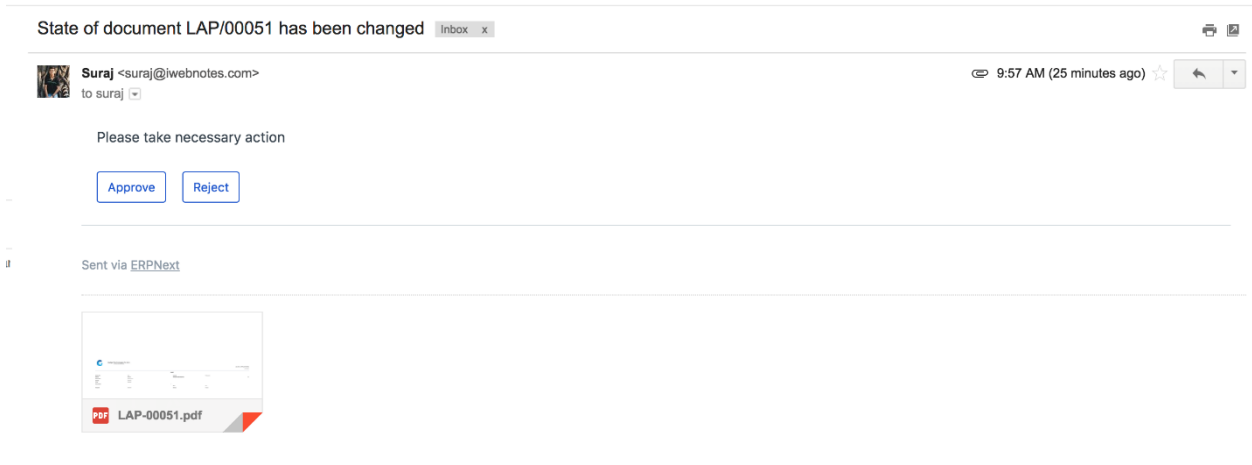 State of document LAP/00051 has been changed Inbox x
Suraj <suraj@iwebnotes.com> 9:57 AM (25 minutes ago)
to suraj
Please take necessary action
Approve Reject
Sent via ERPNext
PDF LAP-00051.pdf